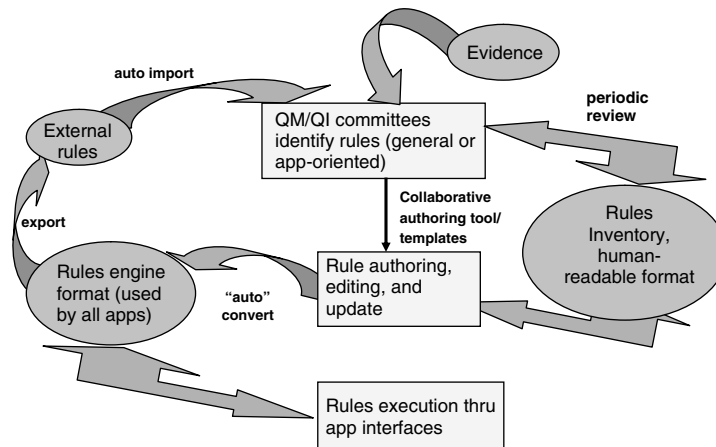 Evidence
auto import
periodic
review
External
rules
QM/QI committees
identify rules (general or
app-oriented)
Collaborative
authoring tool/
templates
Rules
Inventory,
human-
readable format
export
Rules engine
format (used
by all apps)
“auto”
convert
Rule authoring,
editing, and
update
Rules execution thru
app interfaces